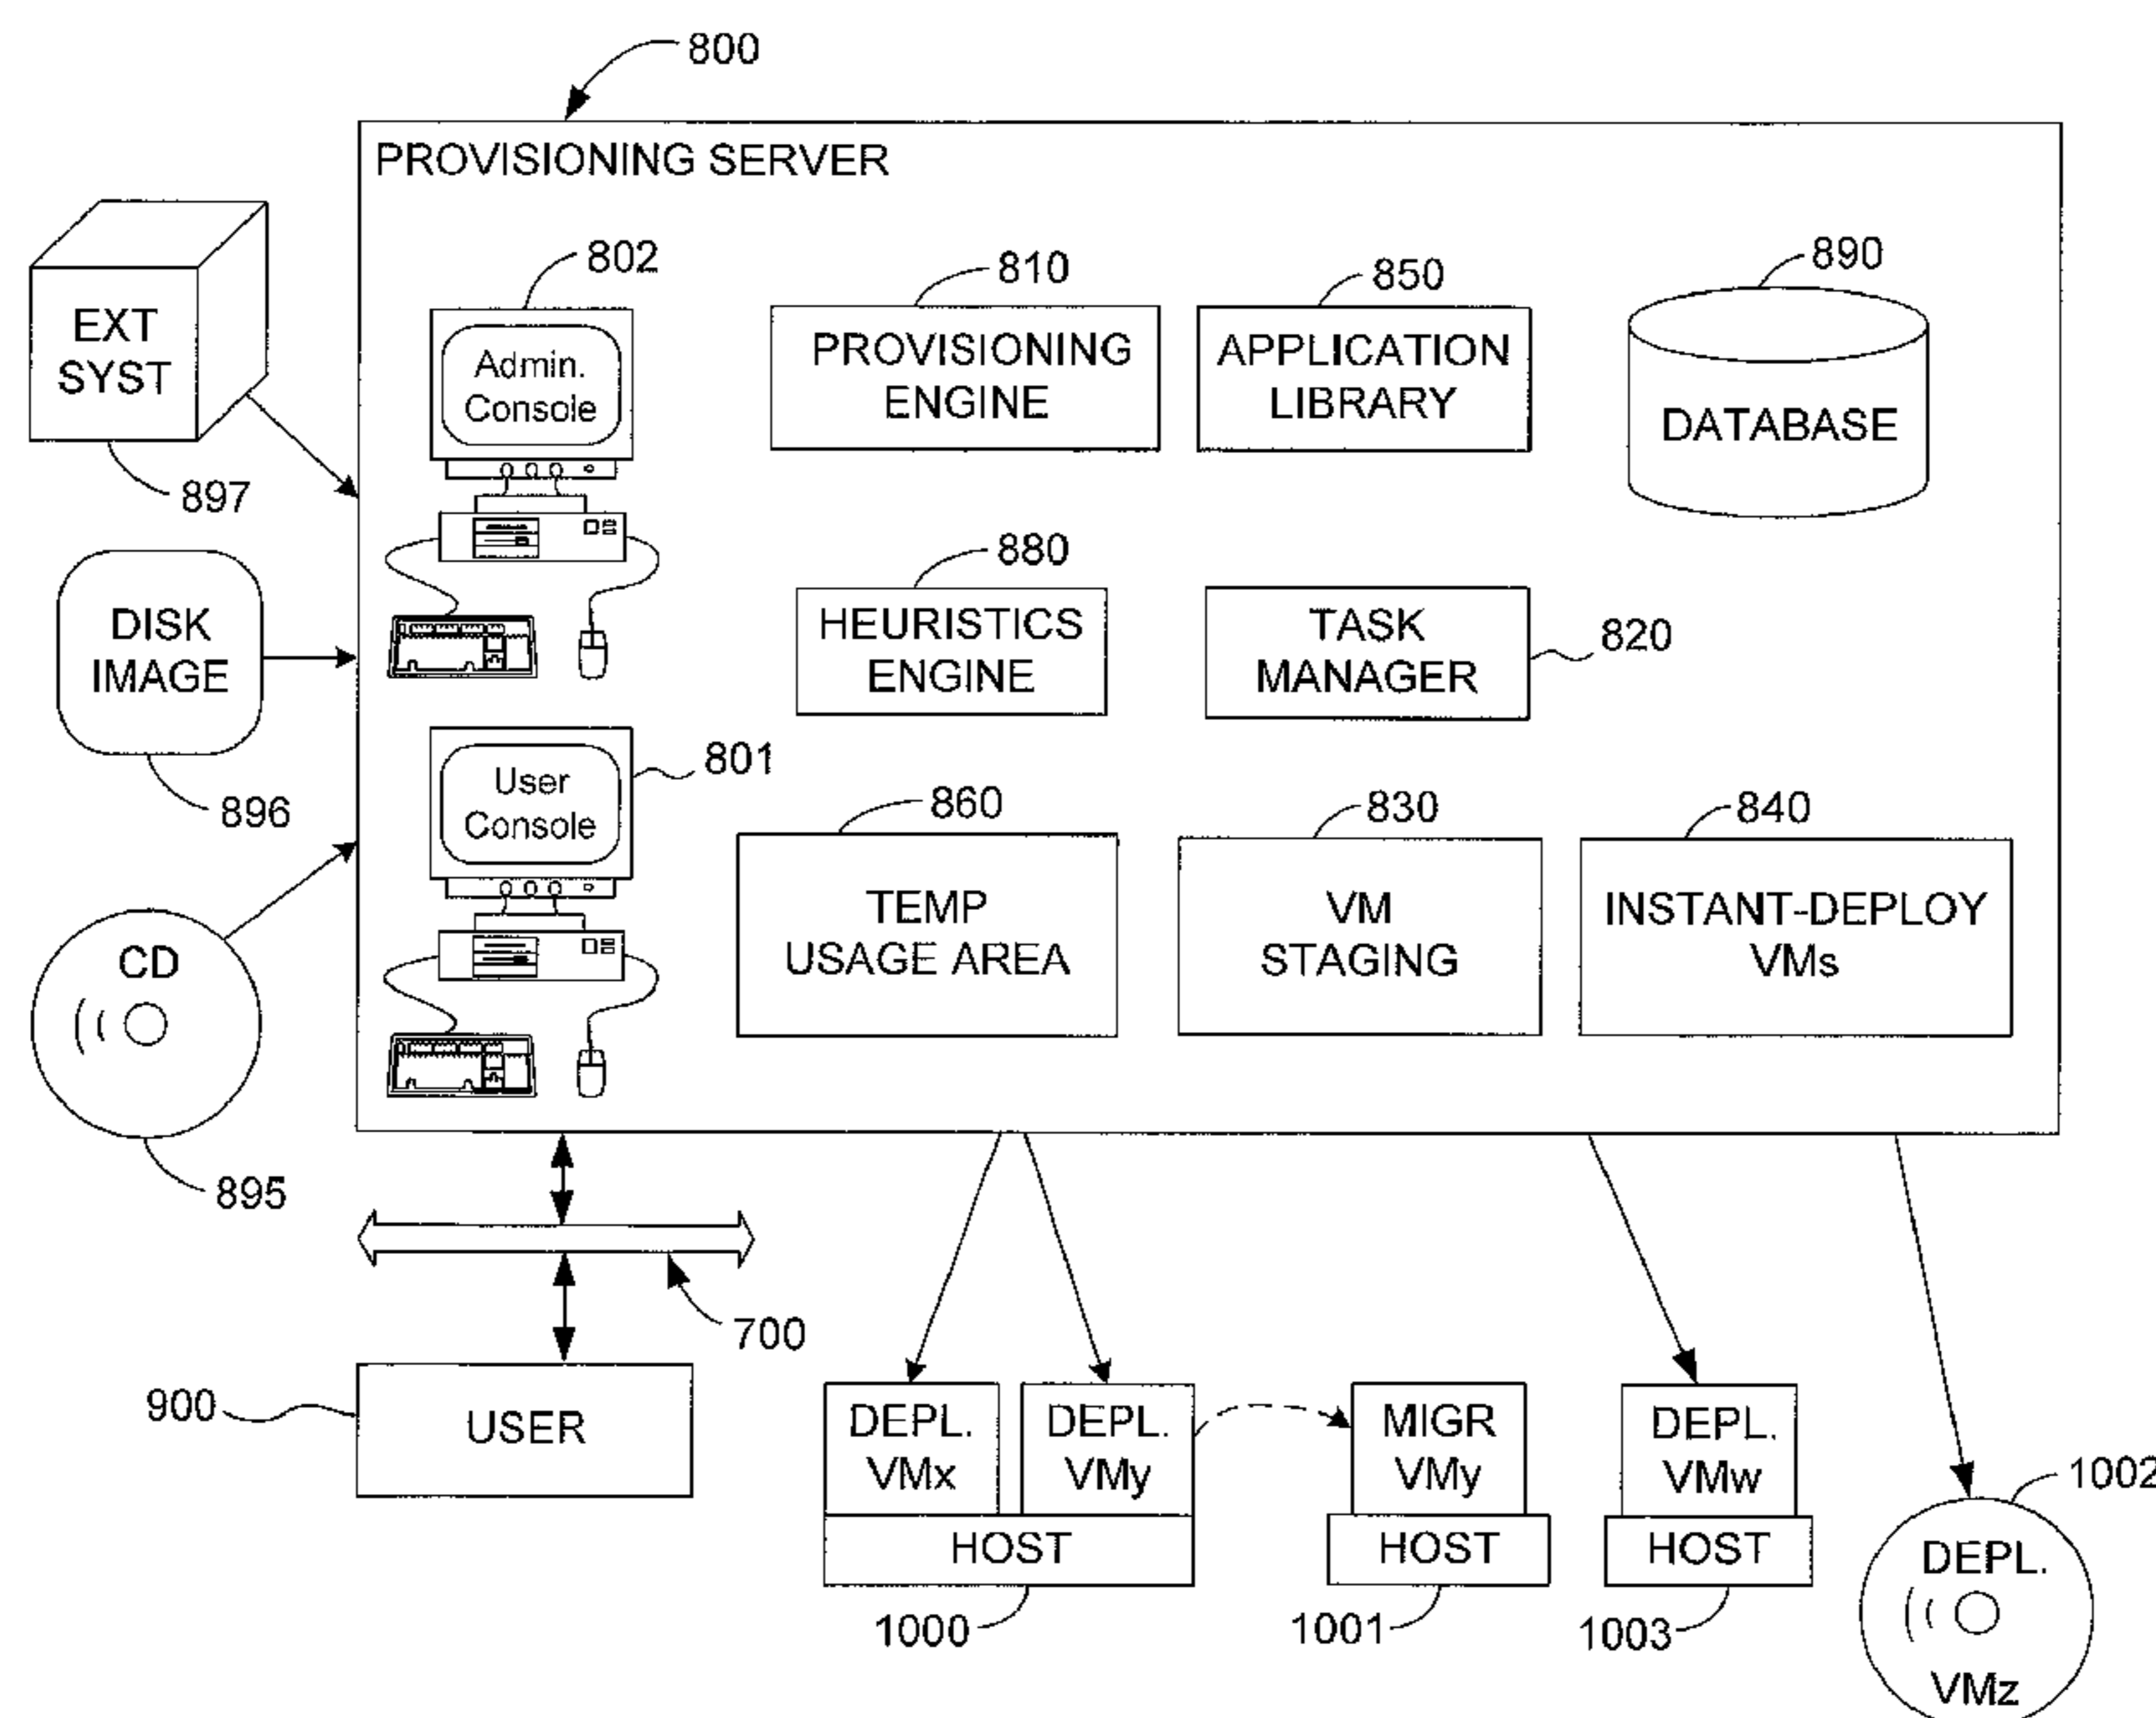 800
PROVISIONING SERVER
EXT
SYST
897
802
Admin.
Console
810
PROVISIONING
ENGINE
850
APPLICATION
LIBRARY
890
DATABASE
DISK
IMAGE
896
880
HEURISTICS
ENGINE
TASK
MANAGER
820
User
Console
801
CD
895
860
TEMP
USAGE AREA
830
VM
STAGING
840
INSTANT-DEPLOY
VMs
700
900
USER
DEPL.
VMx
DEPL.
VMy
HOST
1000
MIGR
VMy
HOST
1001
DEPL.
VMw
HOST
1003
1002
DEPL.
VMz